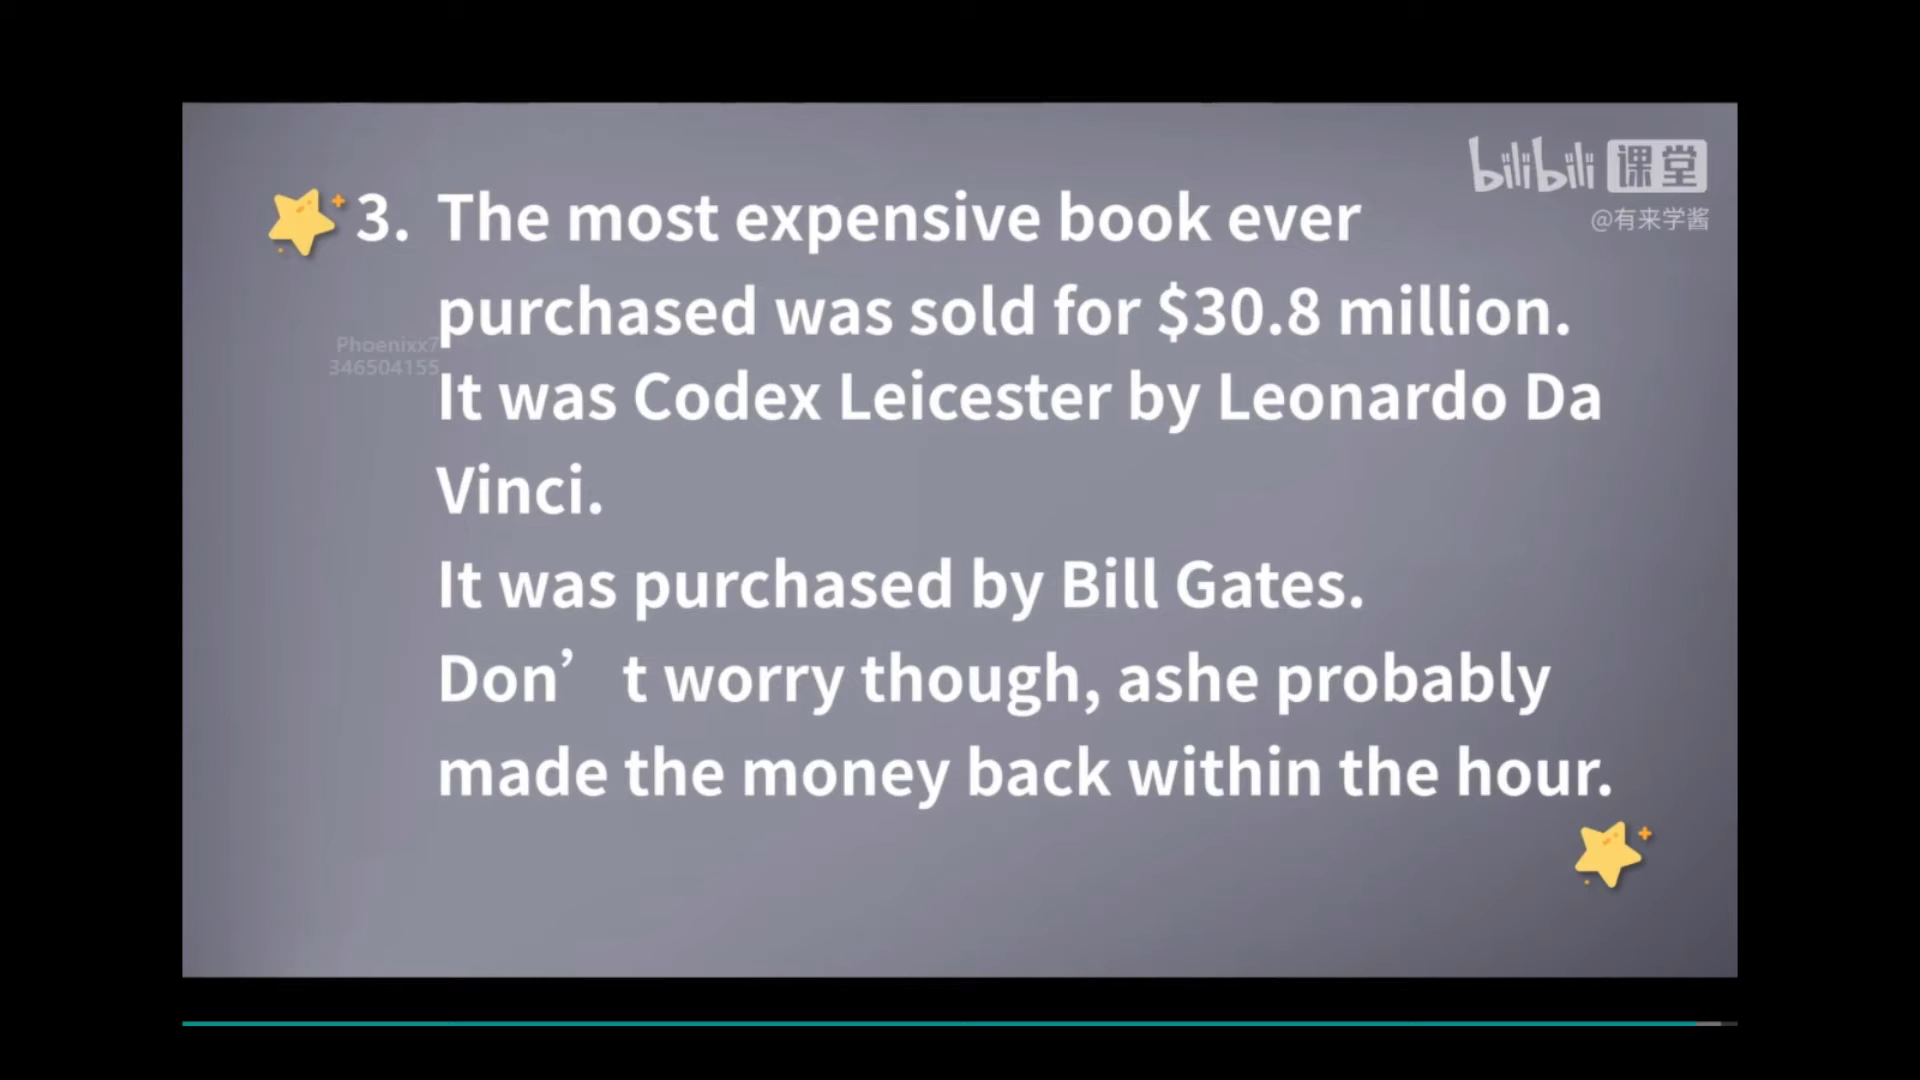 bilibili 课堂
@有来学酱
3. The most expensive book ever
purchased was sold for $30.8 million.
Phoenixx7
346504155
It was Codex Leicester by Leonardo Da
Vinci.
It was purchased by Bill Gates.
Don’t worry though, ashe probably
made the money back within the hour.